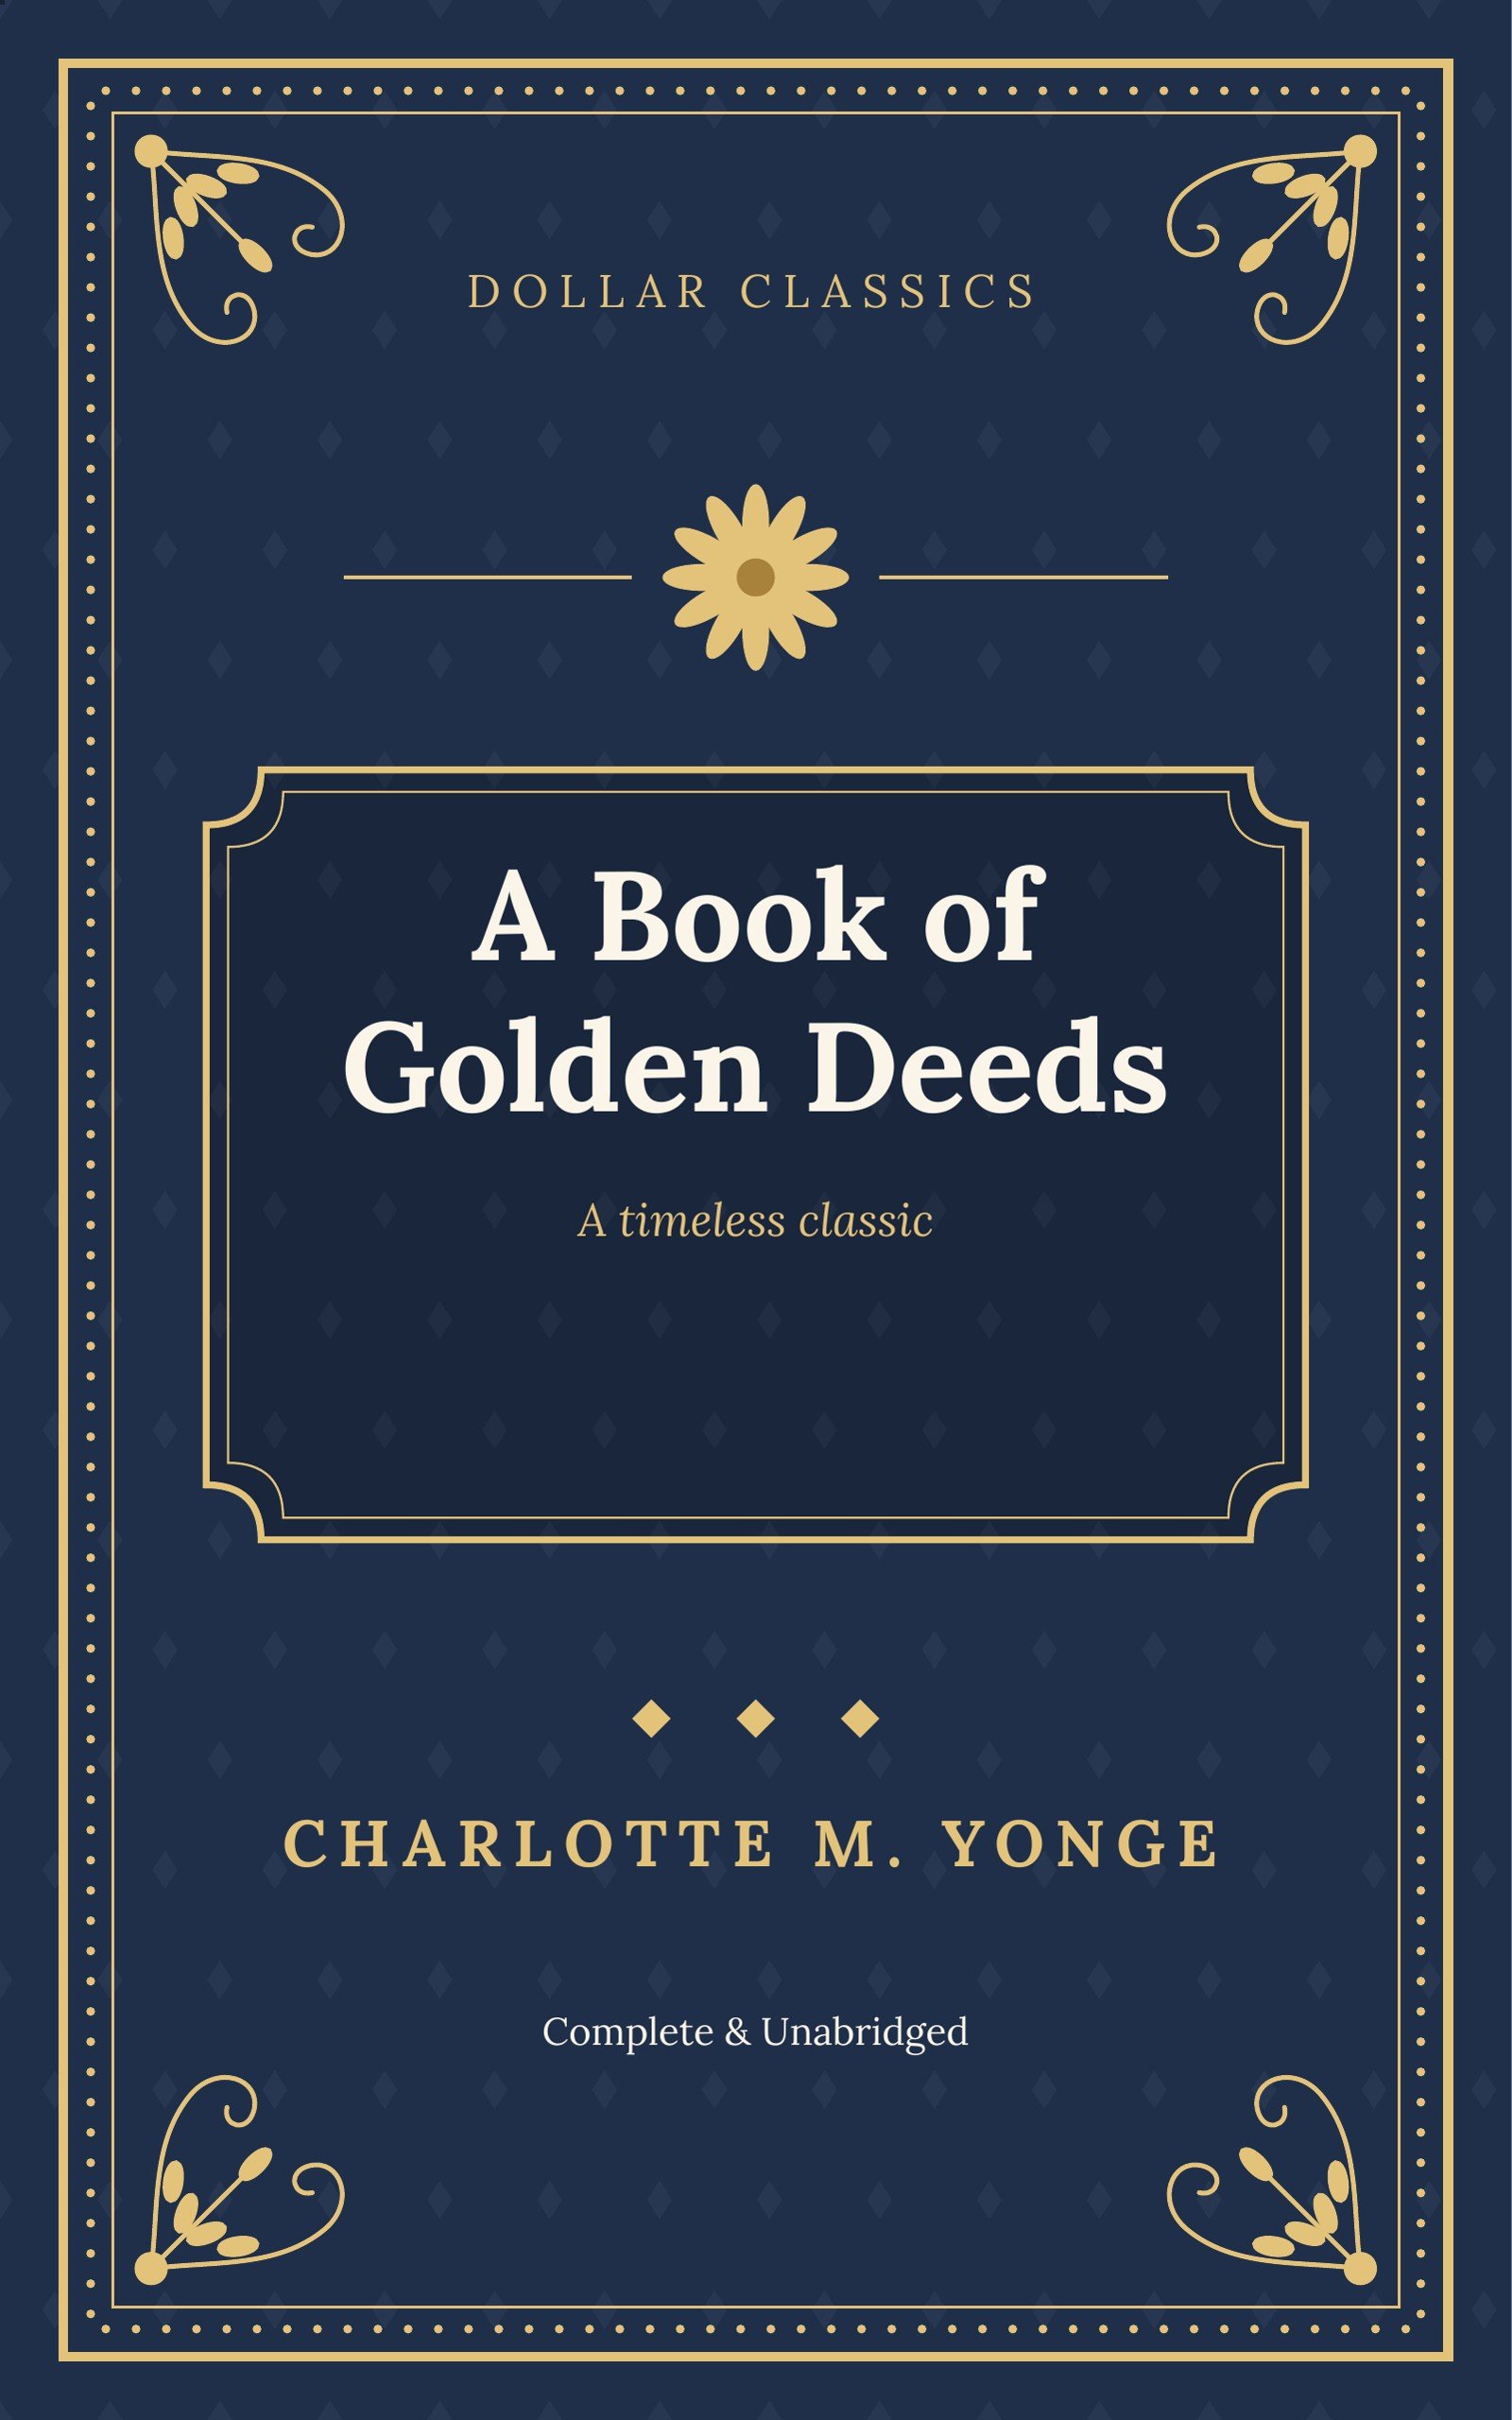 DOLLAR CLASSICS
A Book of
Golden Deeds
A timeless classic
CHARLOTTE M. YONGE
Complete & Unabridged